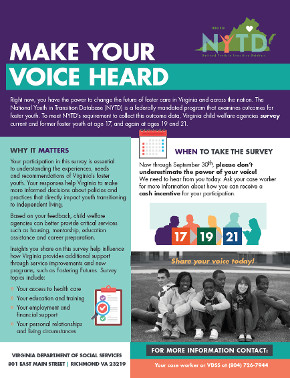 MAKE YOUR
VOICE HEARD
NYTD
Right now, you have the power to change the future of foster care in Virginia and across the nation. The
National Youth in Transition Database (NYTD) is a federally mandated program that examines outcomes for
foster youth. To meet NYTD's requirement to collect this outcome data, Virginia child welfare agencies survey
current and former foster youth at age 17, and again at ages 19 and 21.
WHY IT MATTERS
Your participation in this survey is essential
to understanding the experiences, needs
and recommendations of Virginia's foster
youth. Your responses help Virginia to make
more informed decisions about policies and
practices that directly impact youth transitioning
to independent living.
Based on your feedback, child welfare
agencies can better provide critical services
such as housing, mentorship, education
assistance and career preparation.
Insights you share on this survey help influence
how Virginia provides additional support
through service improvements and new
programs, such as Fostering Futures. Survey
topics include:
Your access to health care
Your education and training
Your employment and
financial support
Your personal relationships
and living circumstances
VIRGINIA DEPARTMENT OF SOCIAL SERVICES
801 EAST MAIN STREET | RICHMOND VA 23219
WHEN TO TAKE THE SURVEY
Now through September 30th, please don't
underestimate the power of your voice!
We need to hear from you today. Ask your case worker
for more information about how you can receive a
cash incentive for your participation.
17 19 21
Share your voice today!
FOR MORE INFORMATION CONTACT:
Your case worker or VDSS at (804) 726-7944